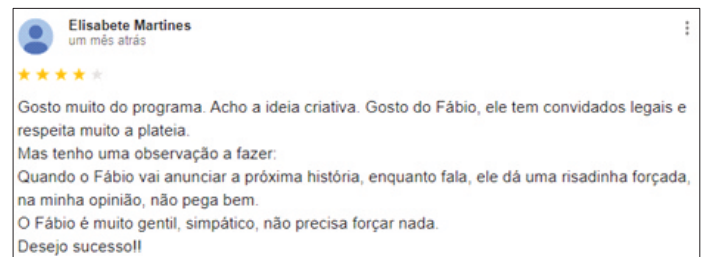 Elisabete Martines
um mês atrás
Gosto muito do programa. Acho a ideia criativa. Gosto do Fábio, ele tem convidados legais e
respeita muito a plateia.
Mas tenho uma observação a fazer:
Quando o Fábio vai anunciar a próxima história, enquanto fala, ele dá uma risadinha forçada,
na minha opinião, não pega bem.
O Fábio é muito gentil, simpático, não precisa forçar nada.
Desejo sucesso!!